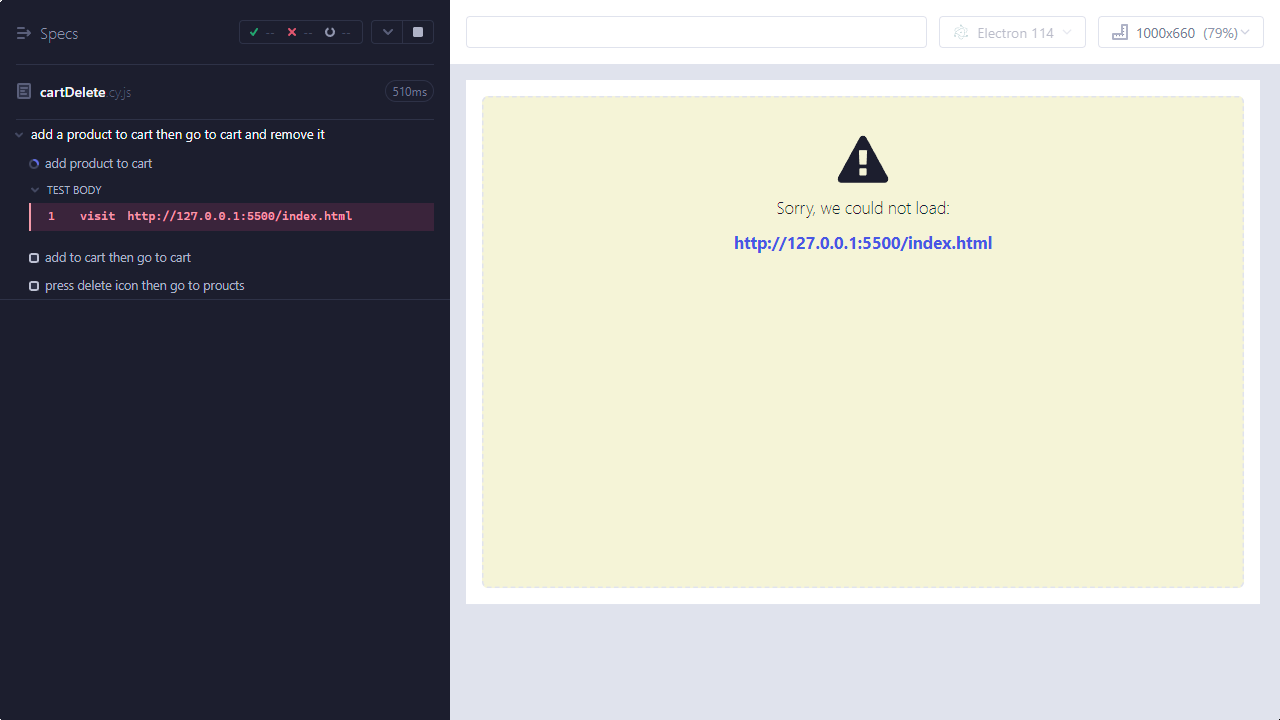 Specs
--
--
--
cartDelete.cy.js
510ms
add a product to cart then go to cart and remove it
add product to cart
TEST BODY
1 visit http://127.0.0.1:5500/index.html
add to cart then go to cart
press delete icon then go to proucts
Electron 114
1000x660 (79%)
Sorry, we could not load:
http://127.0.0.1:5500/index.html